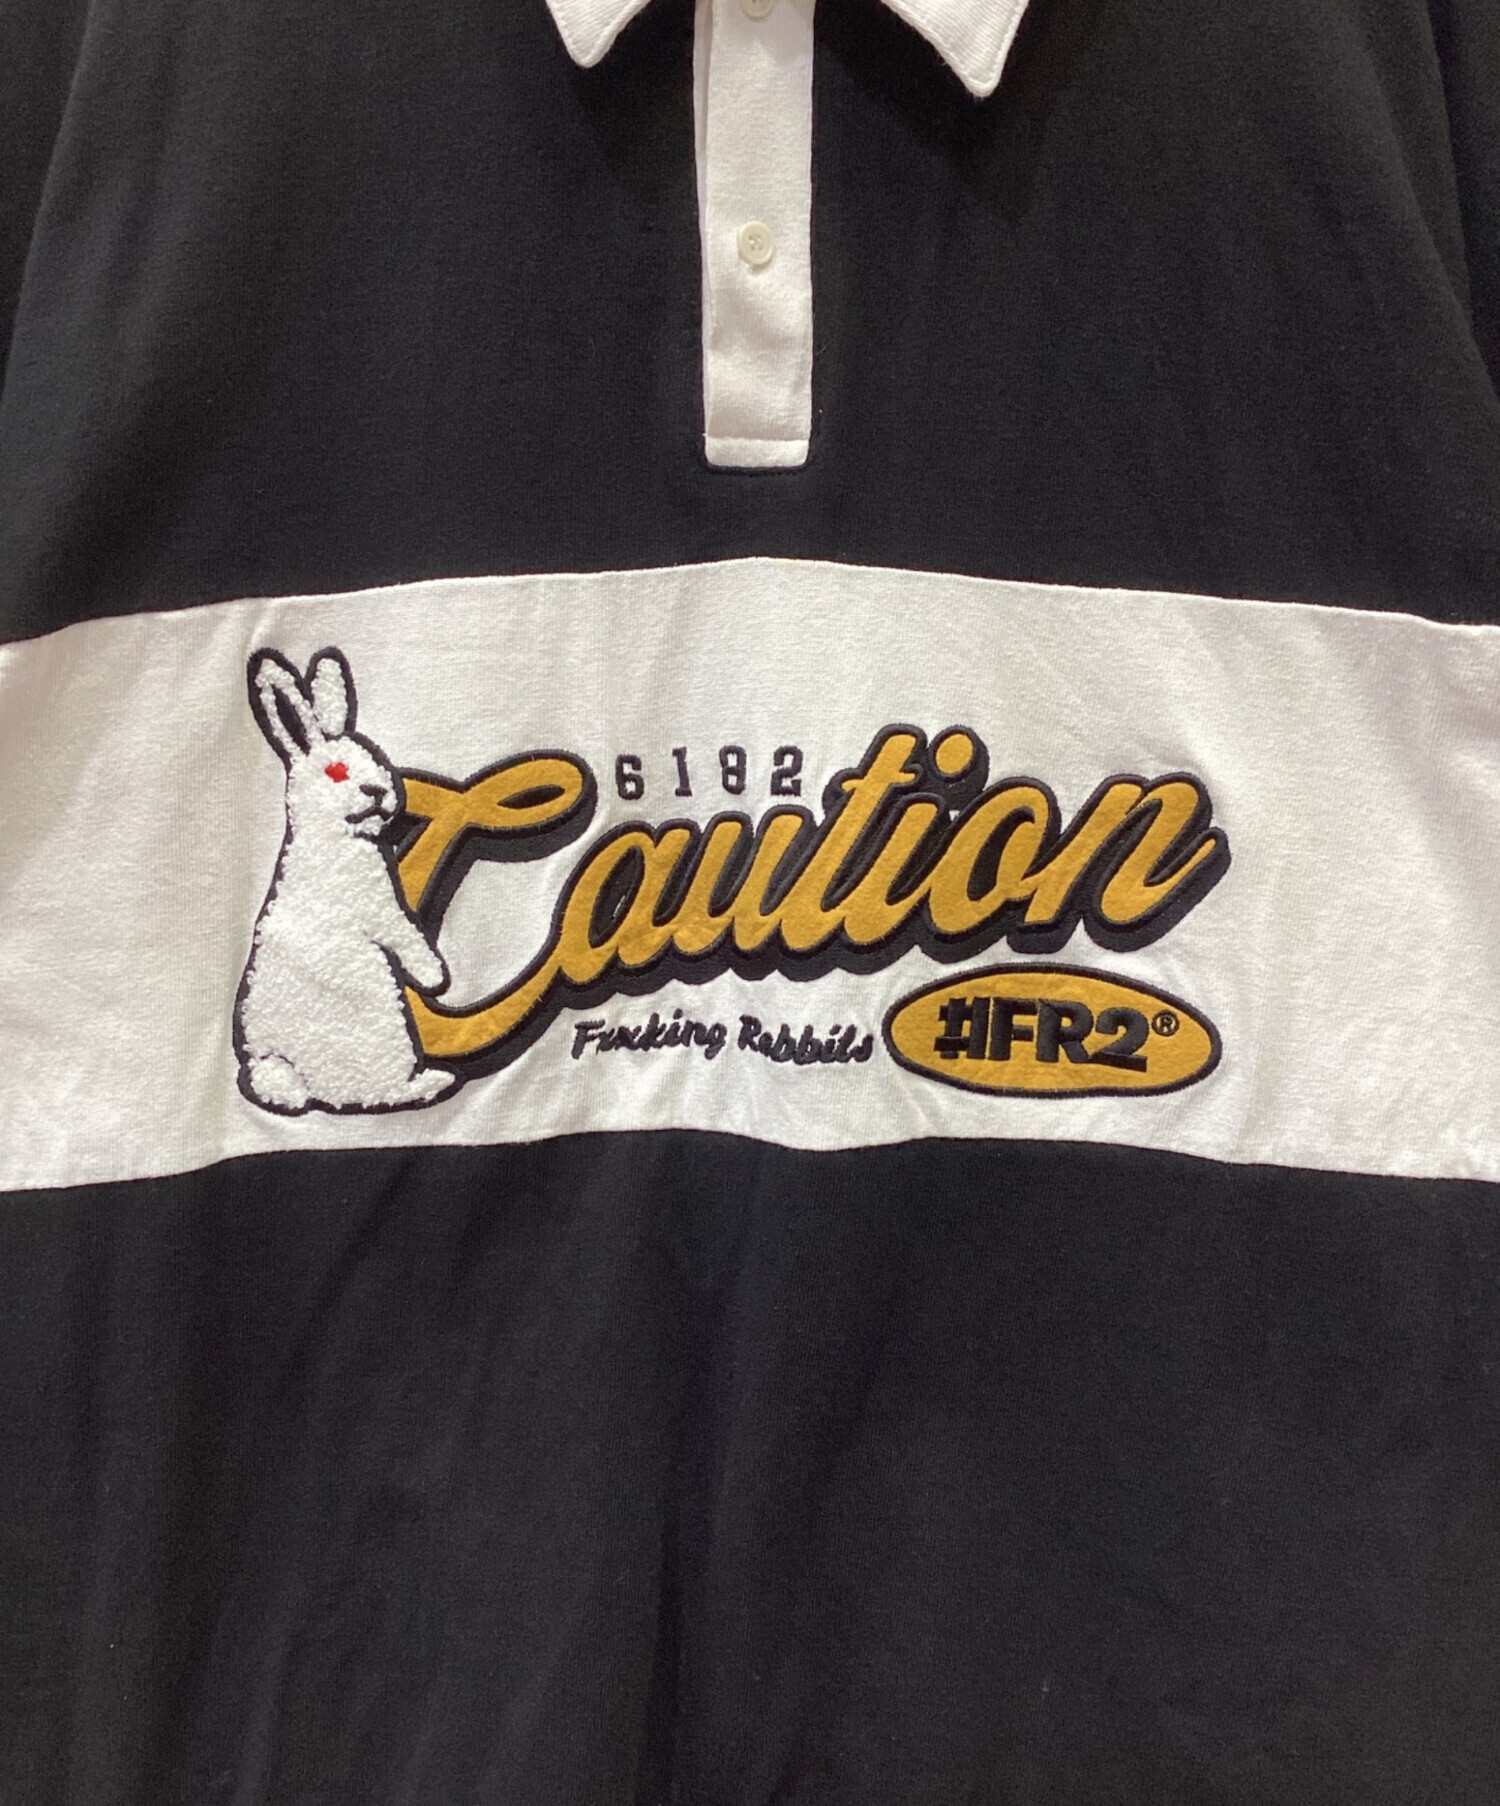 6182
Caution
Fxxking Rabbits
#FR2®